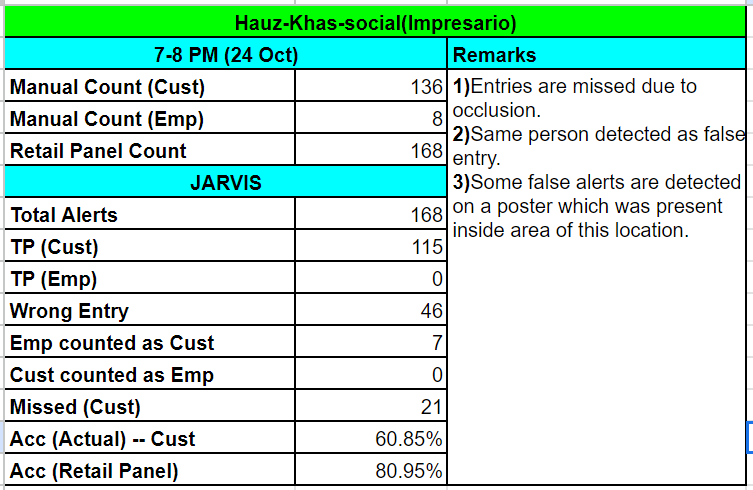 Hauz-Khas-social(Impresario)
7-8 PM (24 Oct) Remarks
Manual Count (Cust) 136
Manual Count (Emp) 8
Retail Panel Count 168
JARVIS
Total Alerts 168
TP (Cust) 115
TP (Emp) 0
Wrong Entry 46
Emp counted as Cust 7
Cust counted as Emp 0
Missed (Cust) 21
Acc (Actual) -- Cust 60.85%
Acc (Retail Panel) 80.95%
1)Entries are missed due to
occlusion.
2)Same person detected as false
entry.
3)Some false alerts are detected
on a poster which was present
inside area of this location.